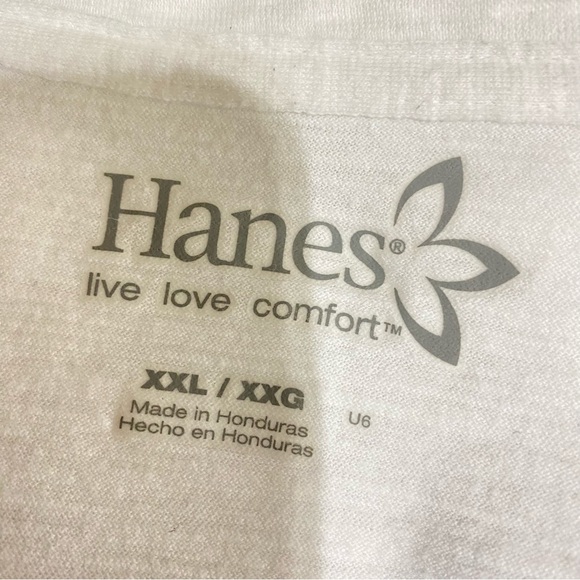 Hanes®
live love comfort™
XXL / XXG
Made in Honduras
Hecho en Honduras
U6